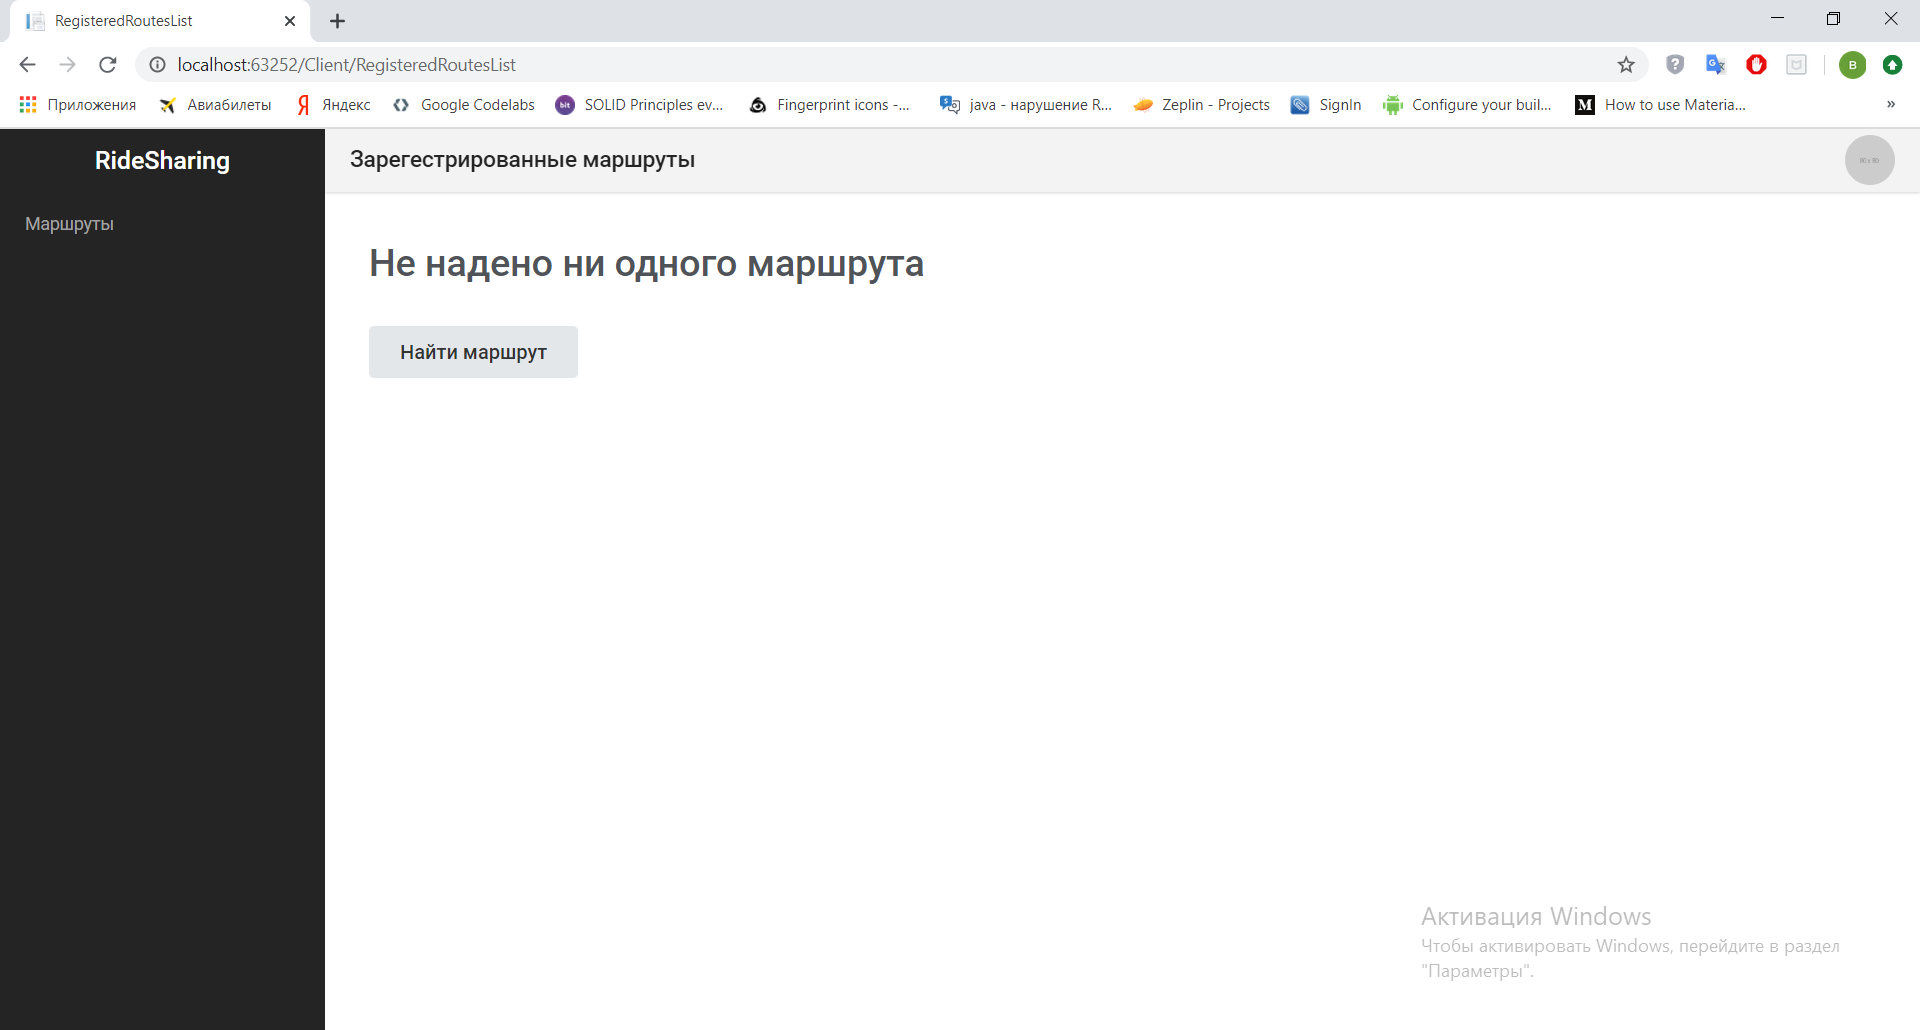 RegisteredRoutesList
localhost:63252/Client/RegisteredRoutesList
B
Приложения
Авиабилеты
Яндекс
Google Codelabs
bit
SOLID Principles ev...
Fingerprint icons -...
java - нарушение R...
Zeplin - Projects
SignIn
Configure your buil...
M
How to use Materia...
»
RideSharing
Зарегестрированные маршруты
Маршруты
Не надено ни одного маршрута
Найти маршрут
Активация Windows
Чтобы активировать Windows, перейдите в раздел
"Параметры".